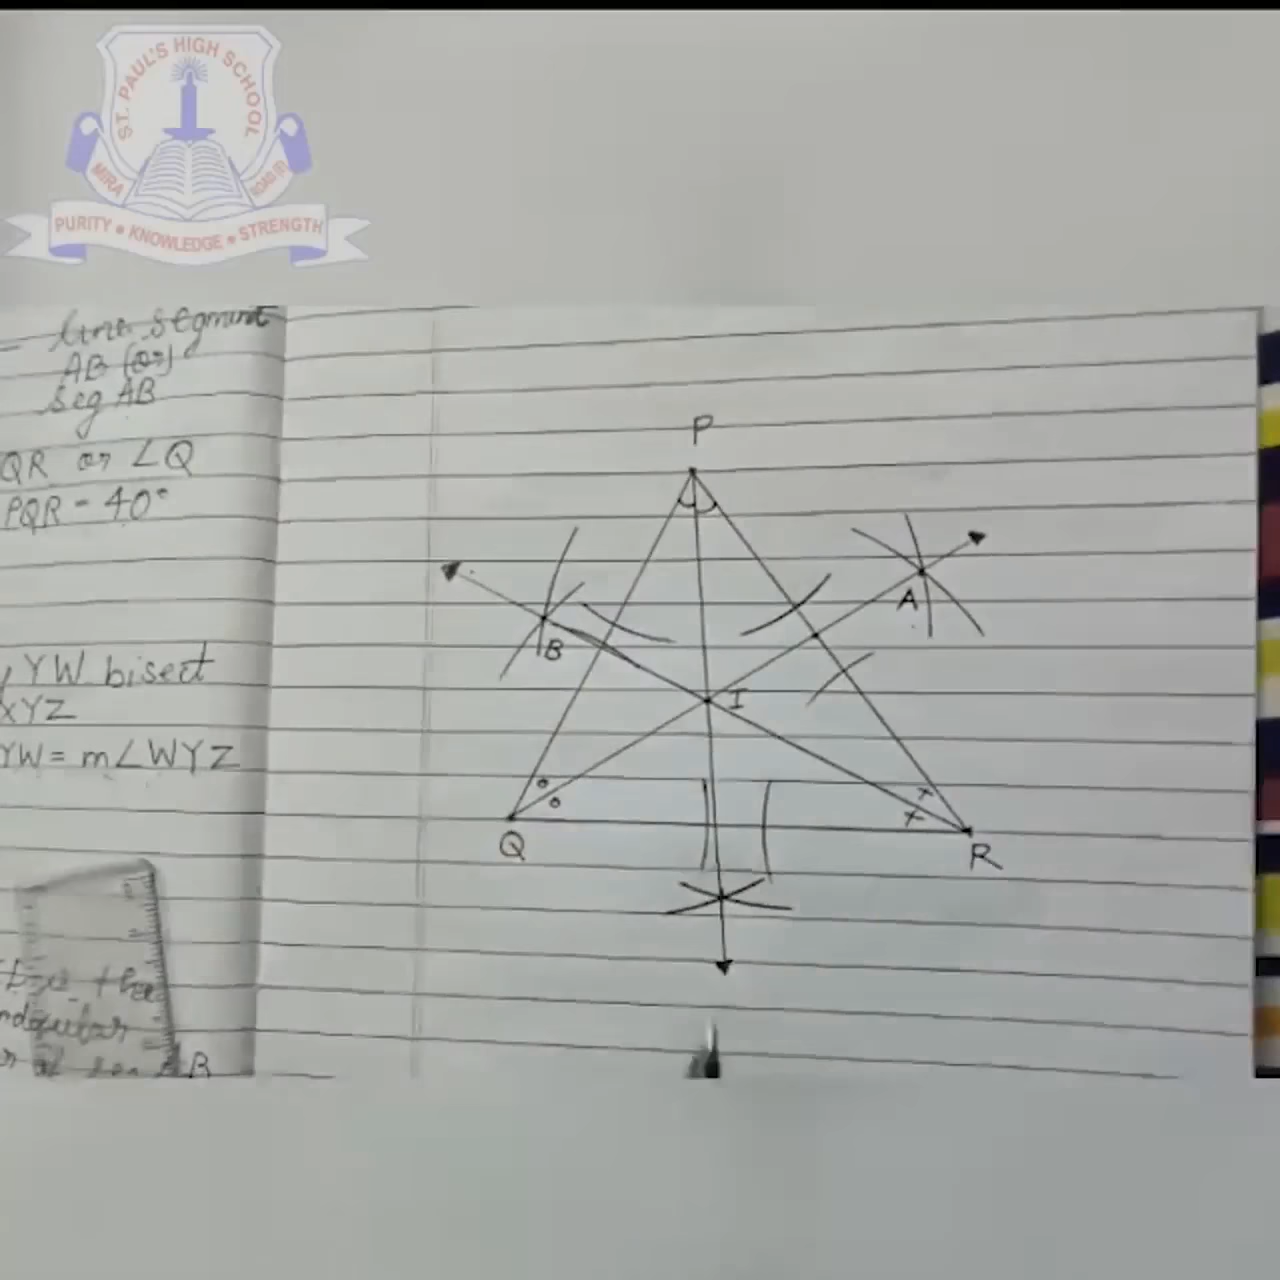 ST. PAUL'S HIGH SCHOOL
MIRA
ROAD (E)
PURITY • KNOWLEDGE • STRENGTH
line segment
AB (or)
seg AB
QR or ∠Q
PQR - 40°
YW bisect
XYZ
YW = m∠WYZ
the
B
P
A
B
I
Q
R